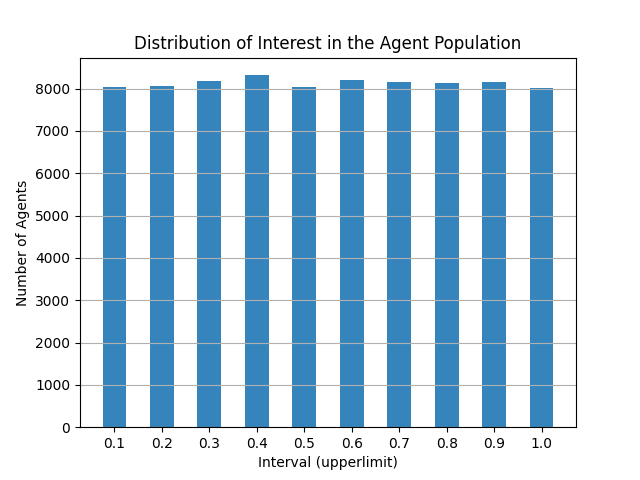 Distribution of Interest in the Agent Population
Number of Agents
8000
7000
6000
5000
4000
3000
2000
1000
0
0.1 0.2 0.3 0.4 0.5 0.6 0.7 0.8 0.9 1.0
Interval (upperlimit)